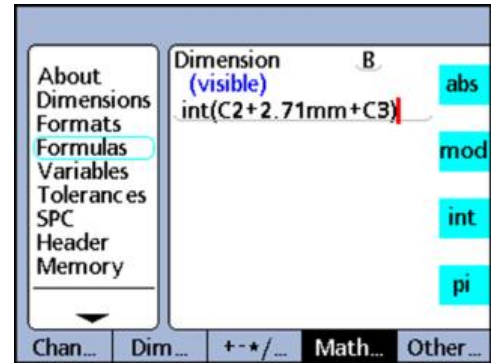 About
Dimensions
Formats
Formulas
Variables
Tolerances
SPC
Header
Memory
Dimension B
(visible)
int(C2+2.71mm+C3)
abs
mod
int
pi
Chan... Dim... +-*/... Math... Other...